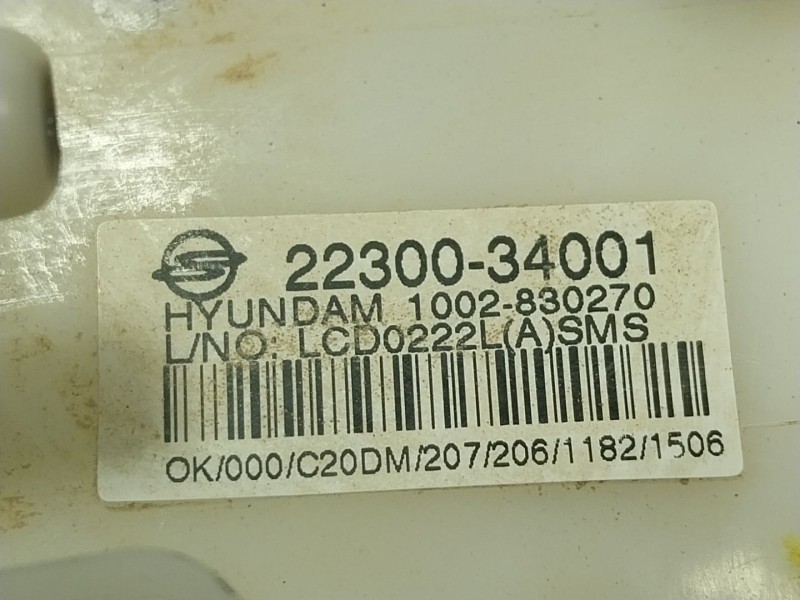 22300-34001
HYUNDAM 1002-830270
L/NO: LCD0222L(A)SMS
OK/000/C20DM/207/206/1182/1506